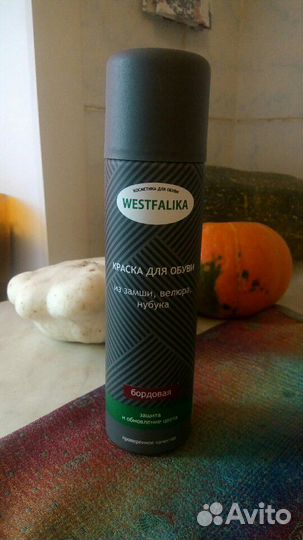 КОСМЕТИКА ДЛЯ ОБУВИ
WESTFALIKA
КРАСКА ДЛЯ ОБУВИ
из замши, велюра,
нубука
бордовая
защита
и обновление цвета
проверенное качество
Avito